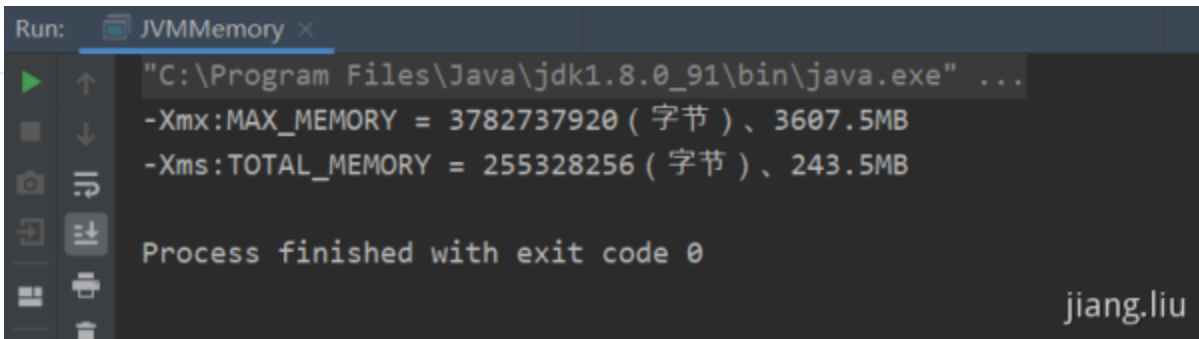 Run: JVMMemory ×
"C:\Program Files\Java\jdk1.8.0_91\bin\java.exe" ...
-Xmx:MAX_MEMORY = 3782737920（字节）、3607.5MB
-Xms:TOTAL_MEMORY = 255328256（字节）、243.5MB
Process finished with exit code 0
jiang.liu